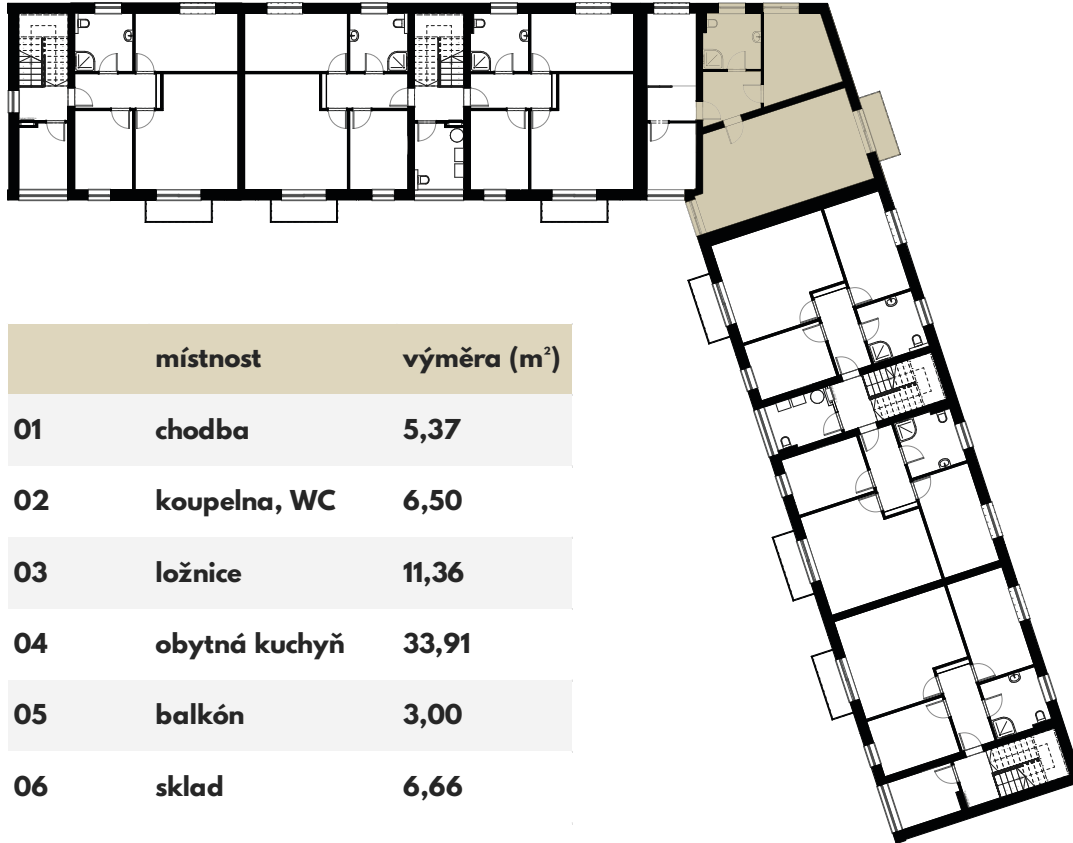 místnost výměra (m²)
01 chodba 5,37
02 koupelna, WC 6,50
03 ložnice 11,36
04 obytná kuchyň 33,91
05 balkón 3,00
06 sklad 6,66